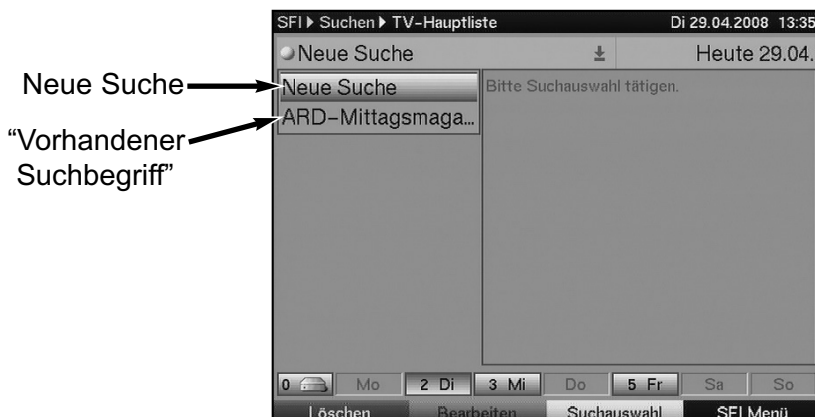 SFI Suchen TV-Hauptliste Di 29.04.2008 13:35
Neue Suche Heute 29.04.
Neue Suche
"Vorhandener
Suchbegriff"
Neue Suche
ARD-Mittagsmaga...
Bitte Suchauswahl tätigen.
0 Mo 2 Di 3 Mi Do 5 Fr Sa So
Löschen Bearbeiten Suchauswahl SFI Menü